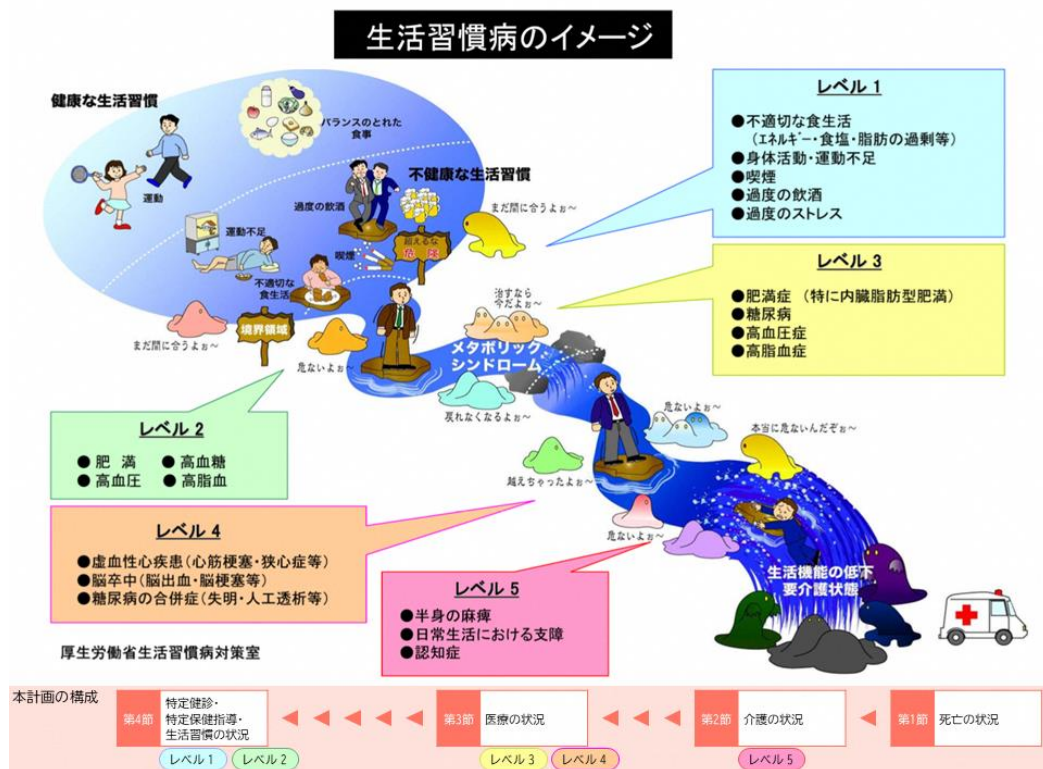 生活習慣病のイメージ
健康な生活習慣
バランスのとれた
食事
運動
不健康な生活習慣
過度の飲酒
まだ間に合うよぉ〜
運動不足
喫煙
越えるな
危険
不適切な
食生活
治すなら
今だよぉ〜
境界領域
まだ間に合うよぉ〜
危ないよぉ〜
メタボリック
シンドローム
戻れなくなるよぉ〜
危ないよぉ〜
本当に危ないんだぞぉ〜
越えちゃったよぉ〜
危ないよぉ〜
生活機能の低下
要介護状態
レベル 1
●不適切な食生活
(エネルギー・食塩・脂肪の過剰等)
●身体活動・運動不足
●喫煙
●過度の飲酒
●過度のストレス
レベル 3
●肥満症 (特に内臓脂肪型肥満)
●糖尿病
●高血圧症
●高脂血症
レベル 2
●肥 満 ●高血糖
●高血圧 ●高脂血
レベル 4
●虚血性心疾患(心筋梗塞・狭心症等)
●脳卒中(脳出血・脳梗塞等)
●糖尿病の合併症(失明・人工透析等)
レベル 5
●半身の麻痺
●日常生活における支障
●認知症
厚生労働省生活習慣病対策室
本計画の構成
第4節 特定健診・
特定保健指導・
生活習慣の状況
第3節 医療の状況
第2節 介護の状況
第1節 死亡の状況
レベル 1 レベル 2 レベル 3 レベル 4 レベル 5